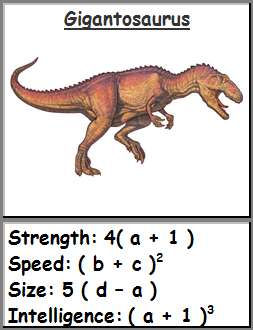 Gigantosaurus
Strength: 4( a + 1 )
Speed: ( b + c )²
Size: 5 ( d – a )
Intelligence: ( a + 1 )³